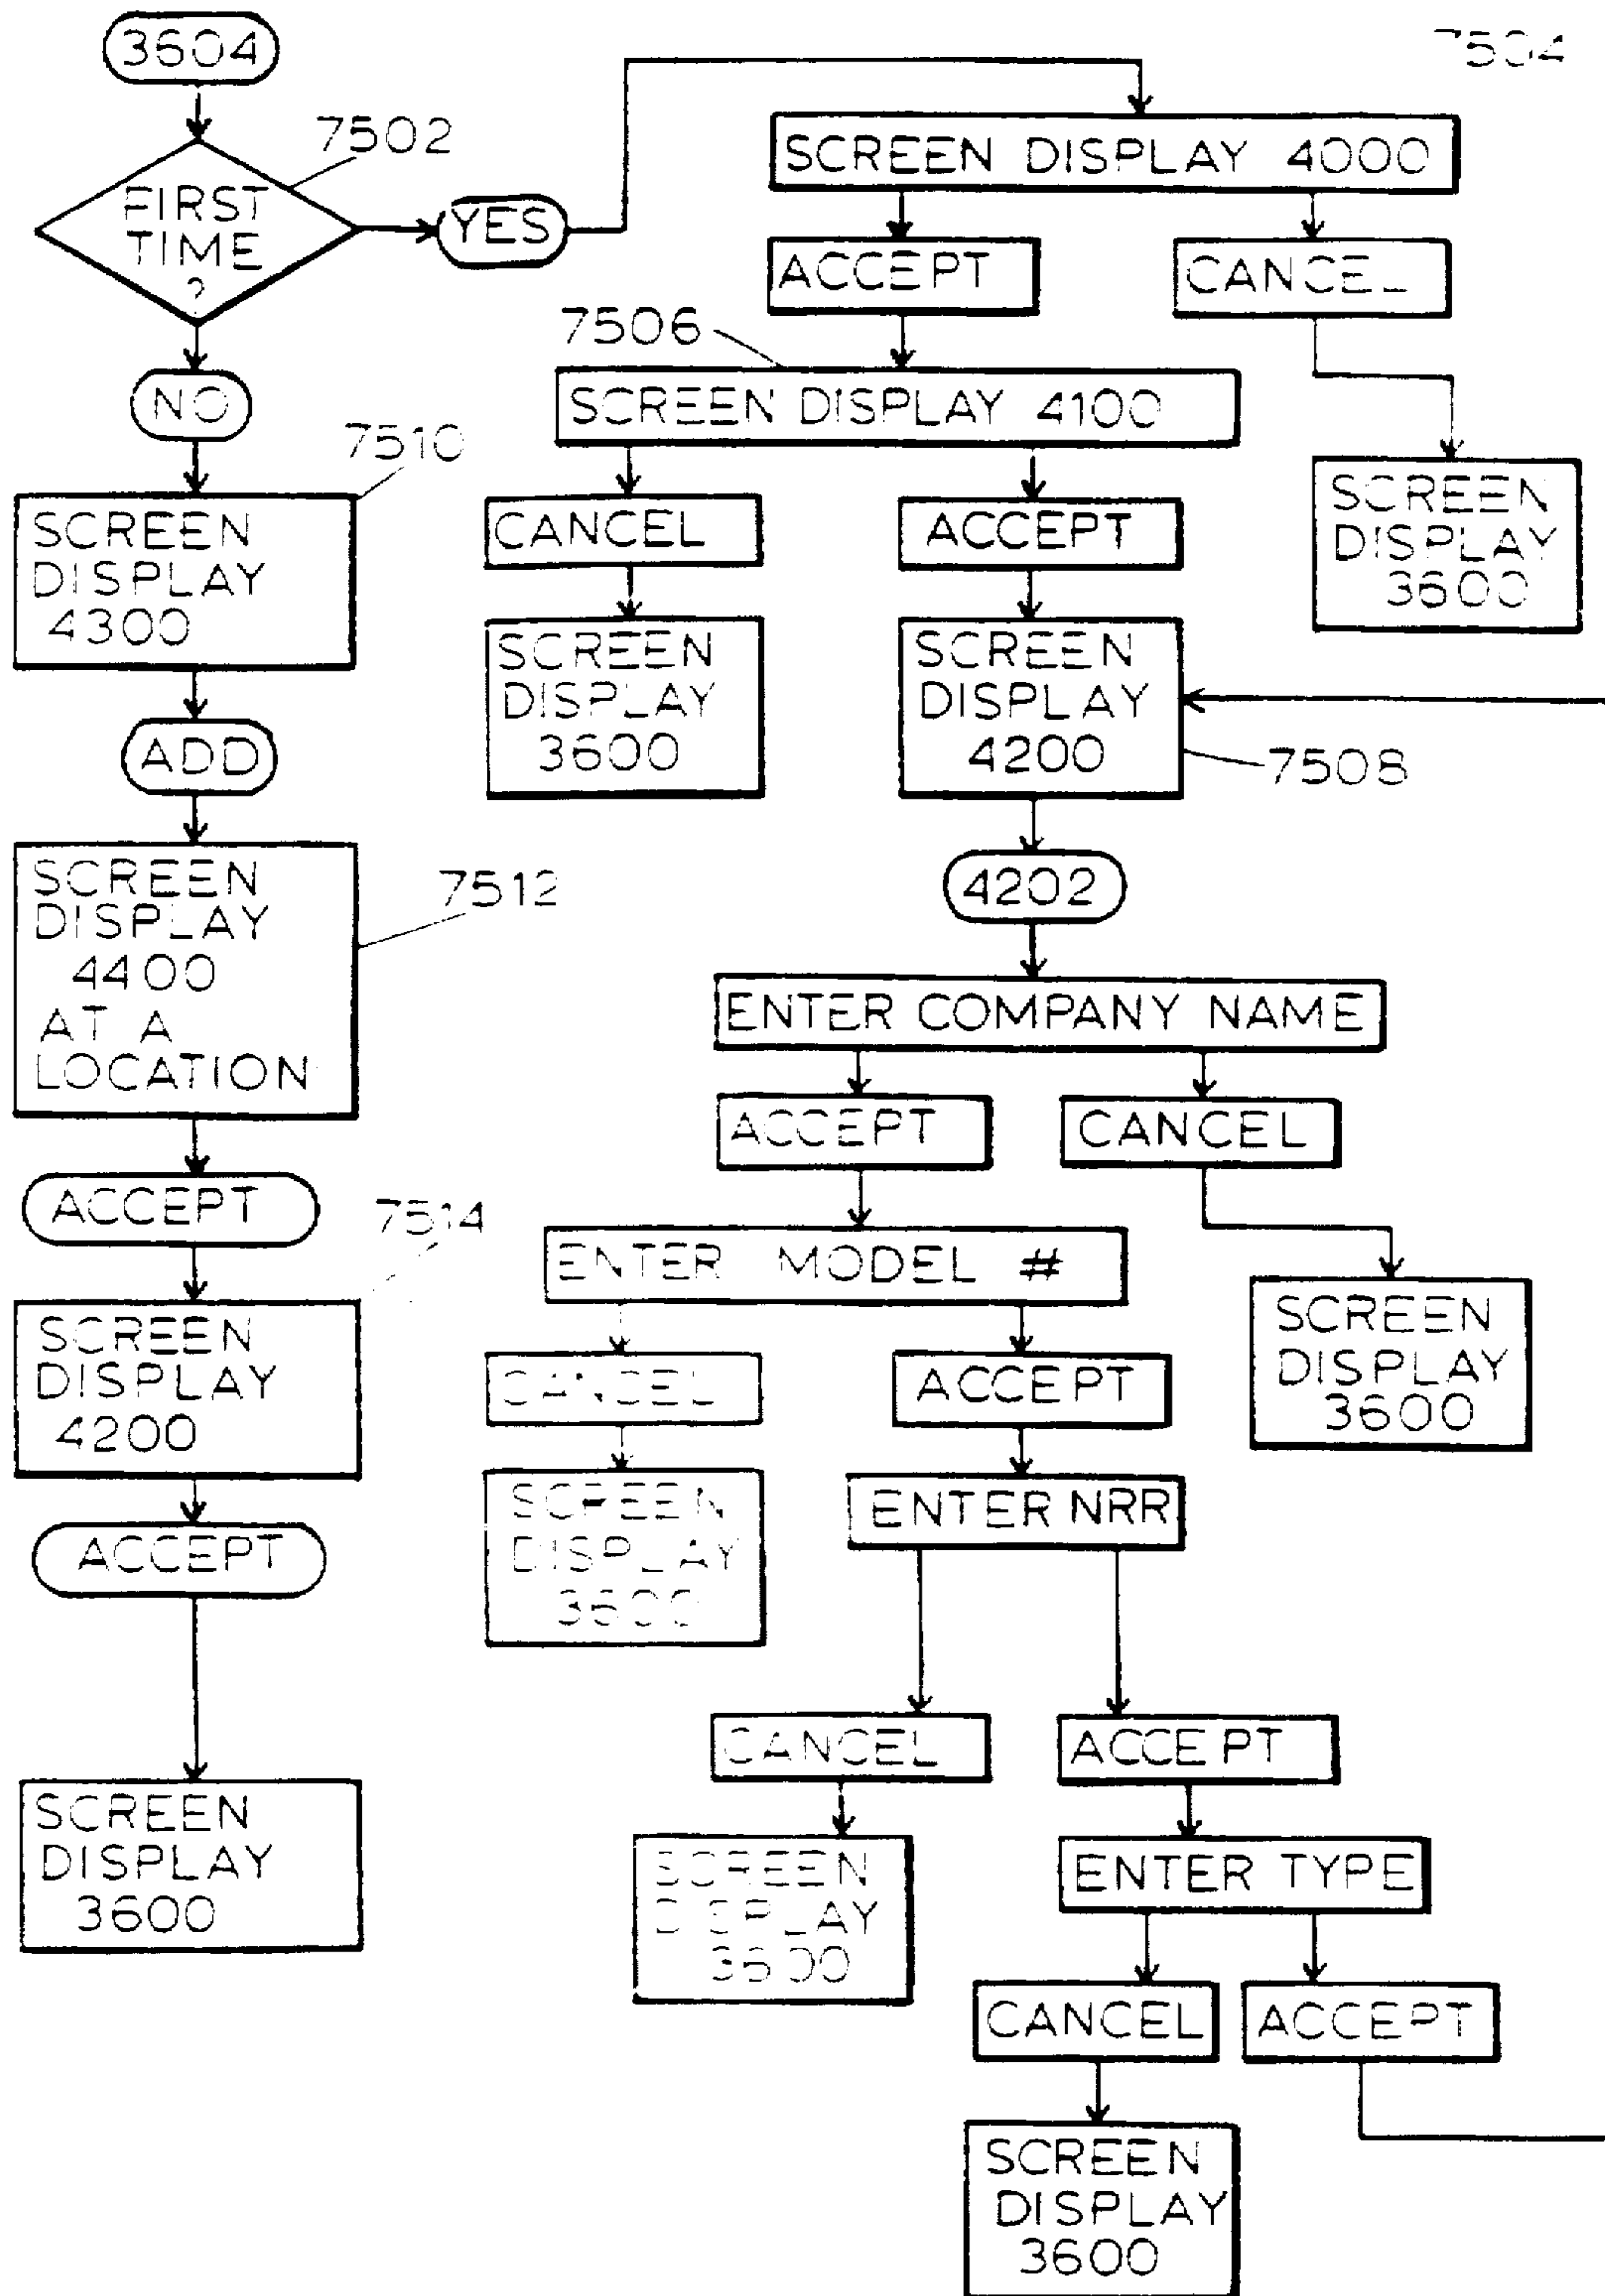 3604
7502
FIRST
TIME
?
YES
7504
SCREEN DISPLAY 4000
ACCEPT
CANCEL
7506
SCREEN DISPLAY 4100
SCREEN
DISPLAY
3600
CANCEL
ACCEPT
SCREEN
DISPLAY
3600
SCREEN
DISPLAY
4200
7508
4202
ENTER COMPANY NAME
ACCEPT
CANCEL
SCREEN
DISPLAY
3600
ENTER MODEL #
CANCEL
ACCEPT
SCREEN
DISPLAY
3600
ENTER NRR
CANCEL
ACCEPT
SCREEN
DISPLAY
3600
ENTER TYPE
CANCEL
ACCEPT
SCREEN
DISPLAY
3600
NO
7510
SCREEN
DISPLAY
4300
ADD
7512
SCREEN
DISPLAY
4400
AT A
LOCATION
ACCEPT
7514
SCREEN
DISPLAY
4200
ACCEPT
SCREEN
DISPLAY
3600